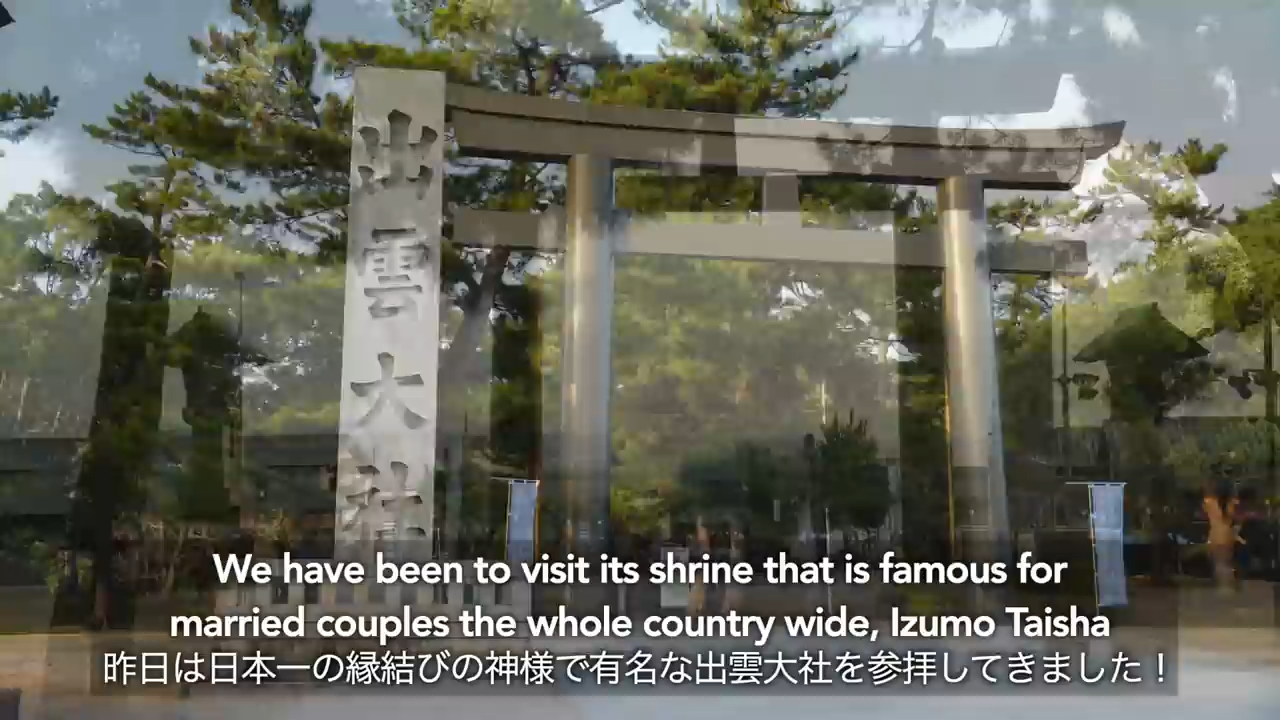 出雲大社
We have been to visit its shrine that is famous for
married couples the whole country wide, Izumo Taisha
昨日は日本一の縁結びの神様で有名な出雲大社を参拝してきました！